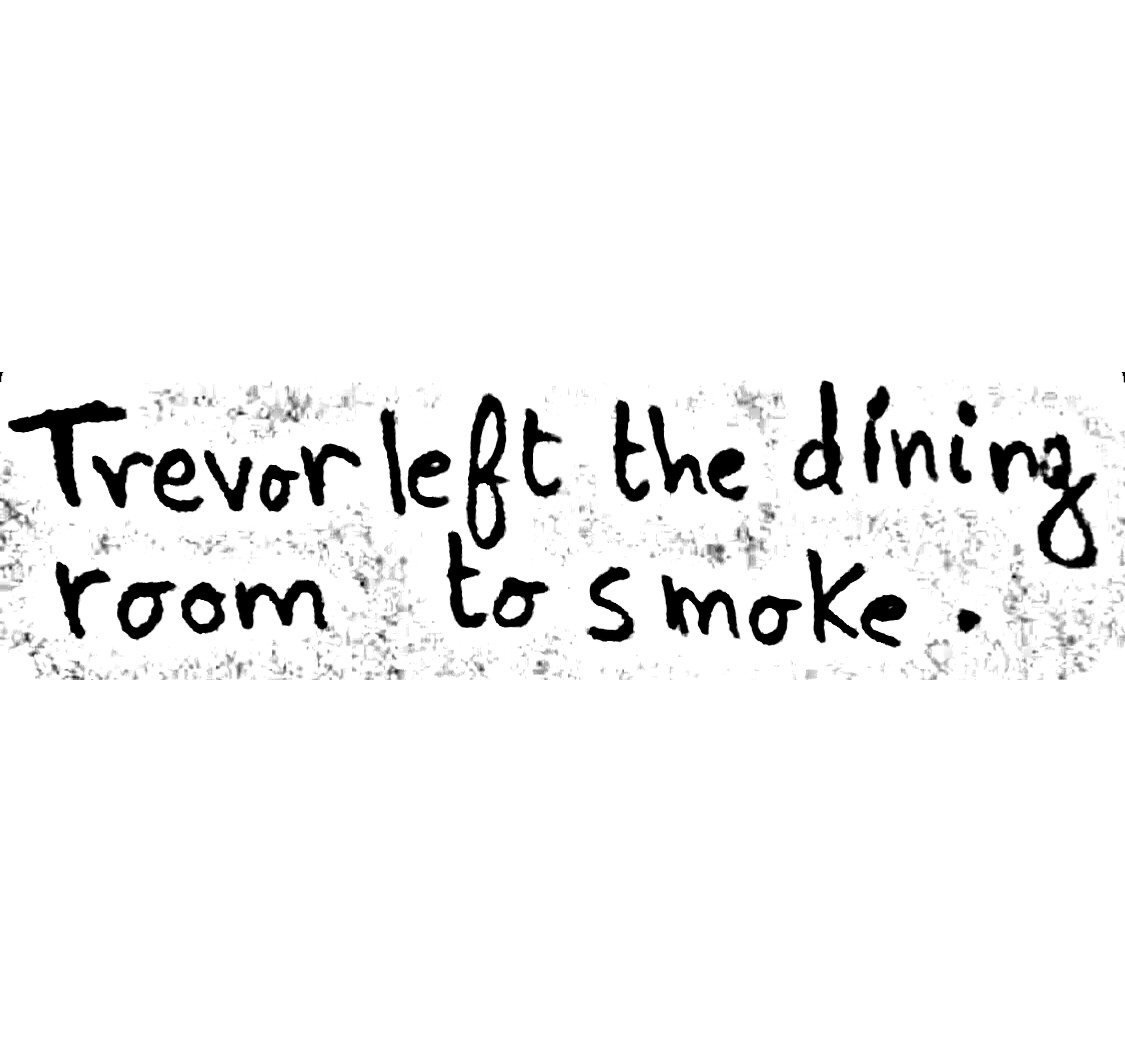 Trevor left the dining
room to smoke .